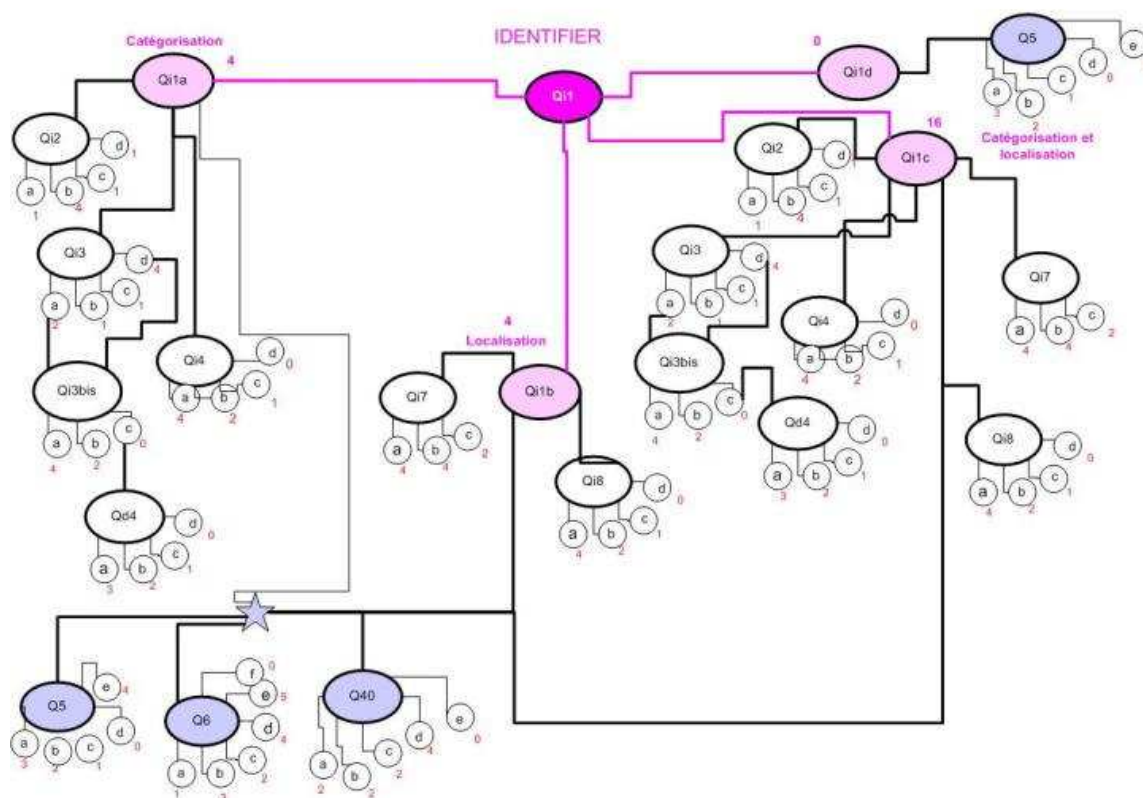 IDENTIFIER
Catégorisation
4
Qi1a
Qi1
0
Qi1d
Q5
a
3
b
2
c
1
d
0
e
Qi2
a
1
b
4
c
1
d
1
Qi3
a
2
b
1
c
1
d
4
Qi3bis
a
4
b
2
c
0
Qi4
a
4
b
2
c
1
d
0
Qd4
a
3
b
2
c
1
d
0
16
Qi1c
Catégorisation et
localisation
Qi2
a
1
b
4
c
1
d
Qi3
a
2
b
c
1
d
4
Qi3bis
a
4
b
2
c
0
Qi4
a
4
b
2
c
1
d
0
Qd4
a
3
b
2
c
1
d
0
Qi7
a
4
b
4
c
2
Qi8
a
4
b
2
c
1
d
0
4
Localisation
Qi1b
Qi7
a
4
b
4
c
2
Qi8
a
4
b
2
c
1
d
0
Q5
a
3
b
2
c
1
d
0
e
4
Q6
a
1
b
c
2
d
4
e
5
f
0
Q40
a
2
b
2
c
2
d
4
e
0